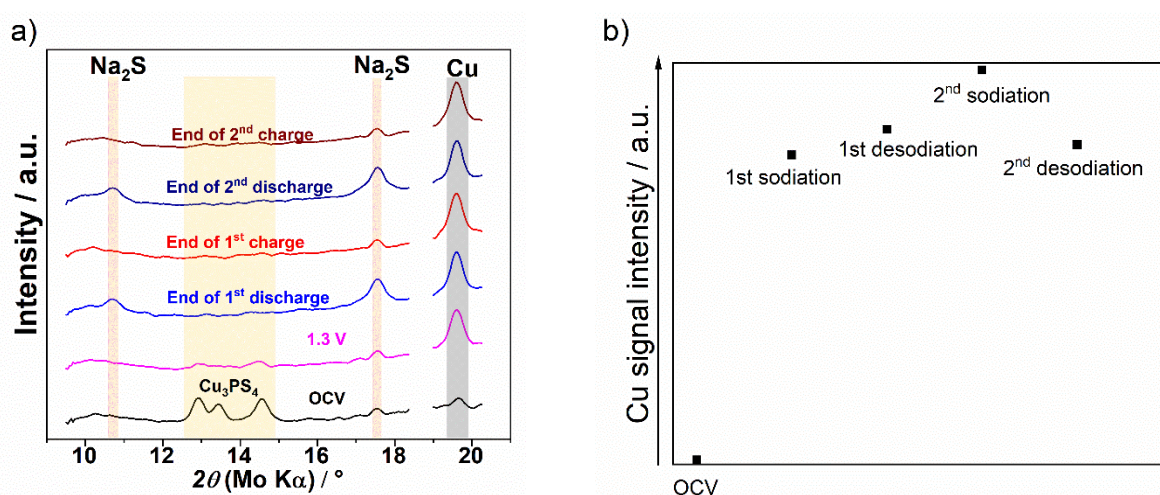 a)
Na₂S
Na₂S
Cu
End of 2nd charge
End of 2nd discharge
End of 1st charge
End of 1st discharge
1.3 V
Cu₃PS₄
OCV
Intensity / a.u.
10 12 14 16 18 20
2θ (Mo Kα) / °
b)
2nd sodiation
1st desodiation
1st sodiation
2nd desodiation
Cu signal intensity / a.u.
OCV